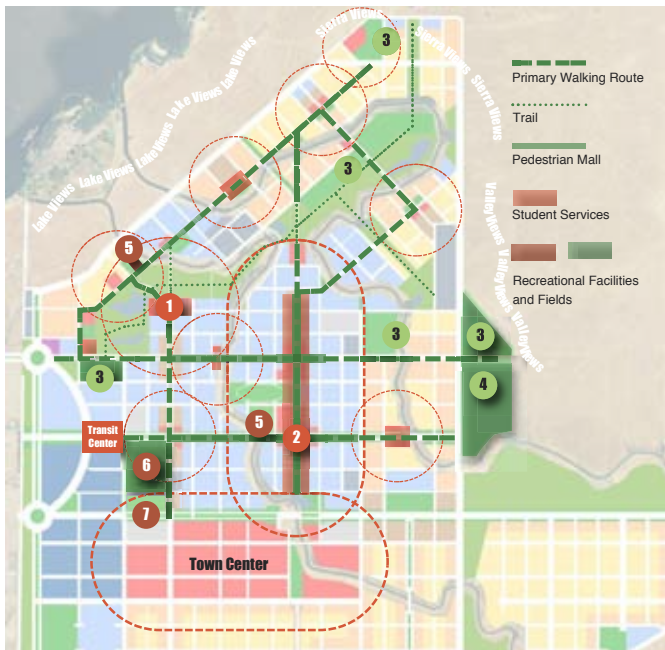 Sierra Views
Sierra Views
Sierra Views
Lake Views
Lake Views
Lake Views
Lake Views
Lake Views
Lake Views
Valley Views
Valley Views
Valley Views
3
3
5
1
3
3
3
4
5
2
Transit
Center
6
7
Town Center
Primary Walking Route
Trail
Pedestrian Mall
Student Services
Recreational Facilities
and Fields